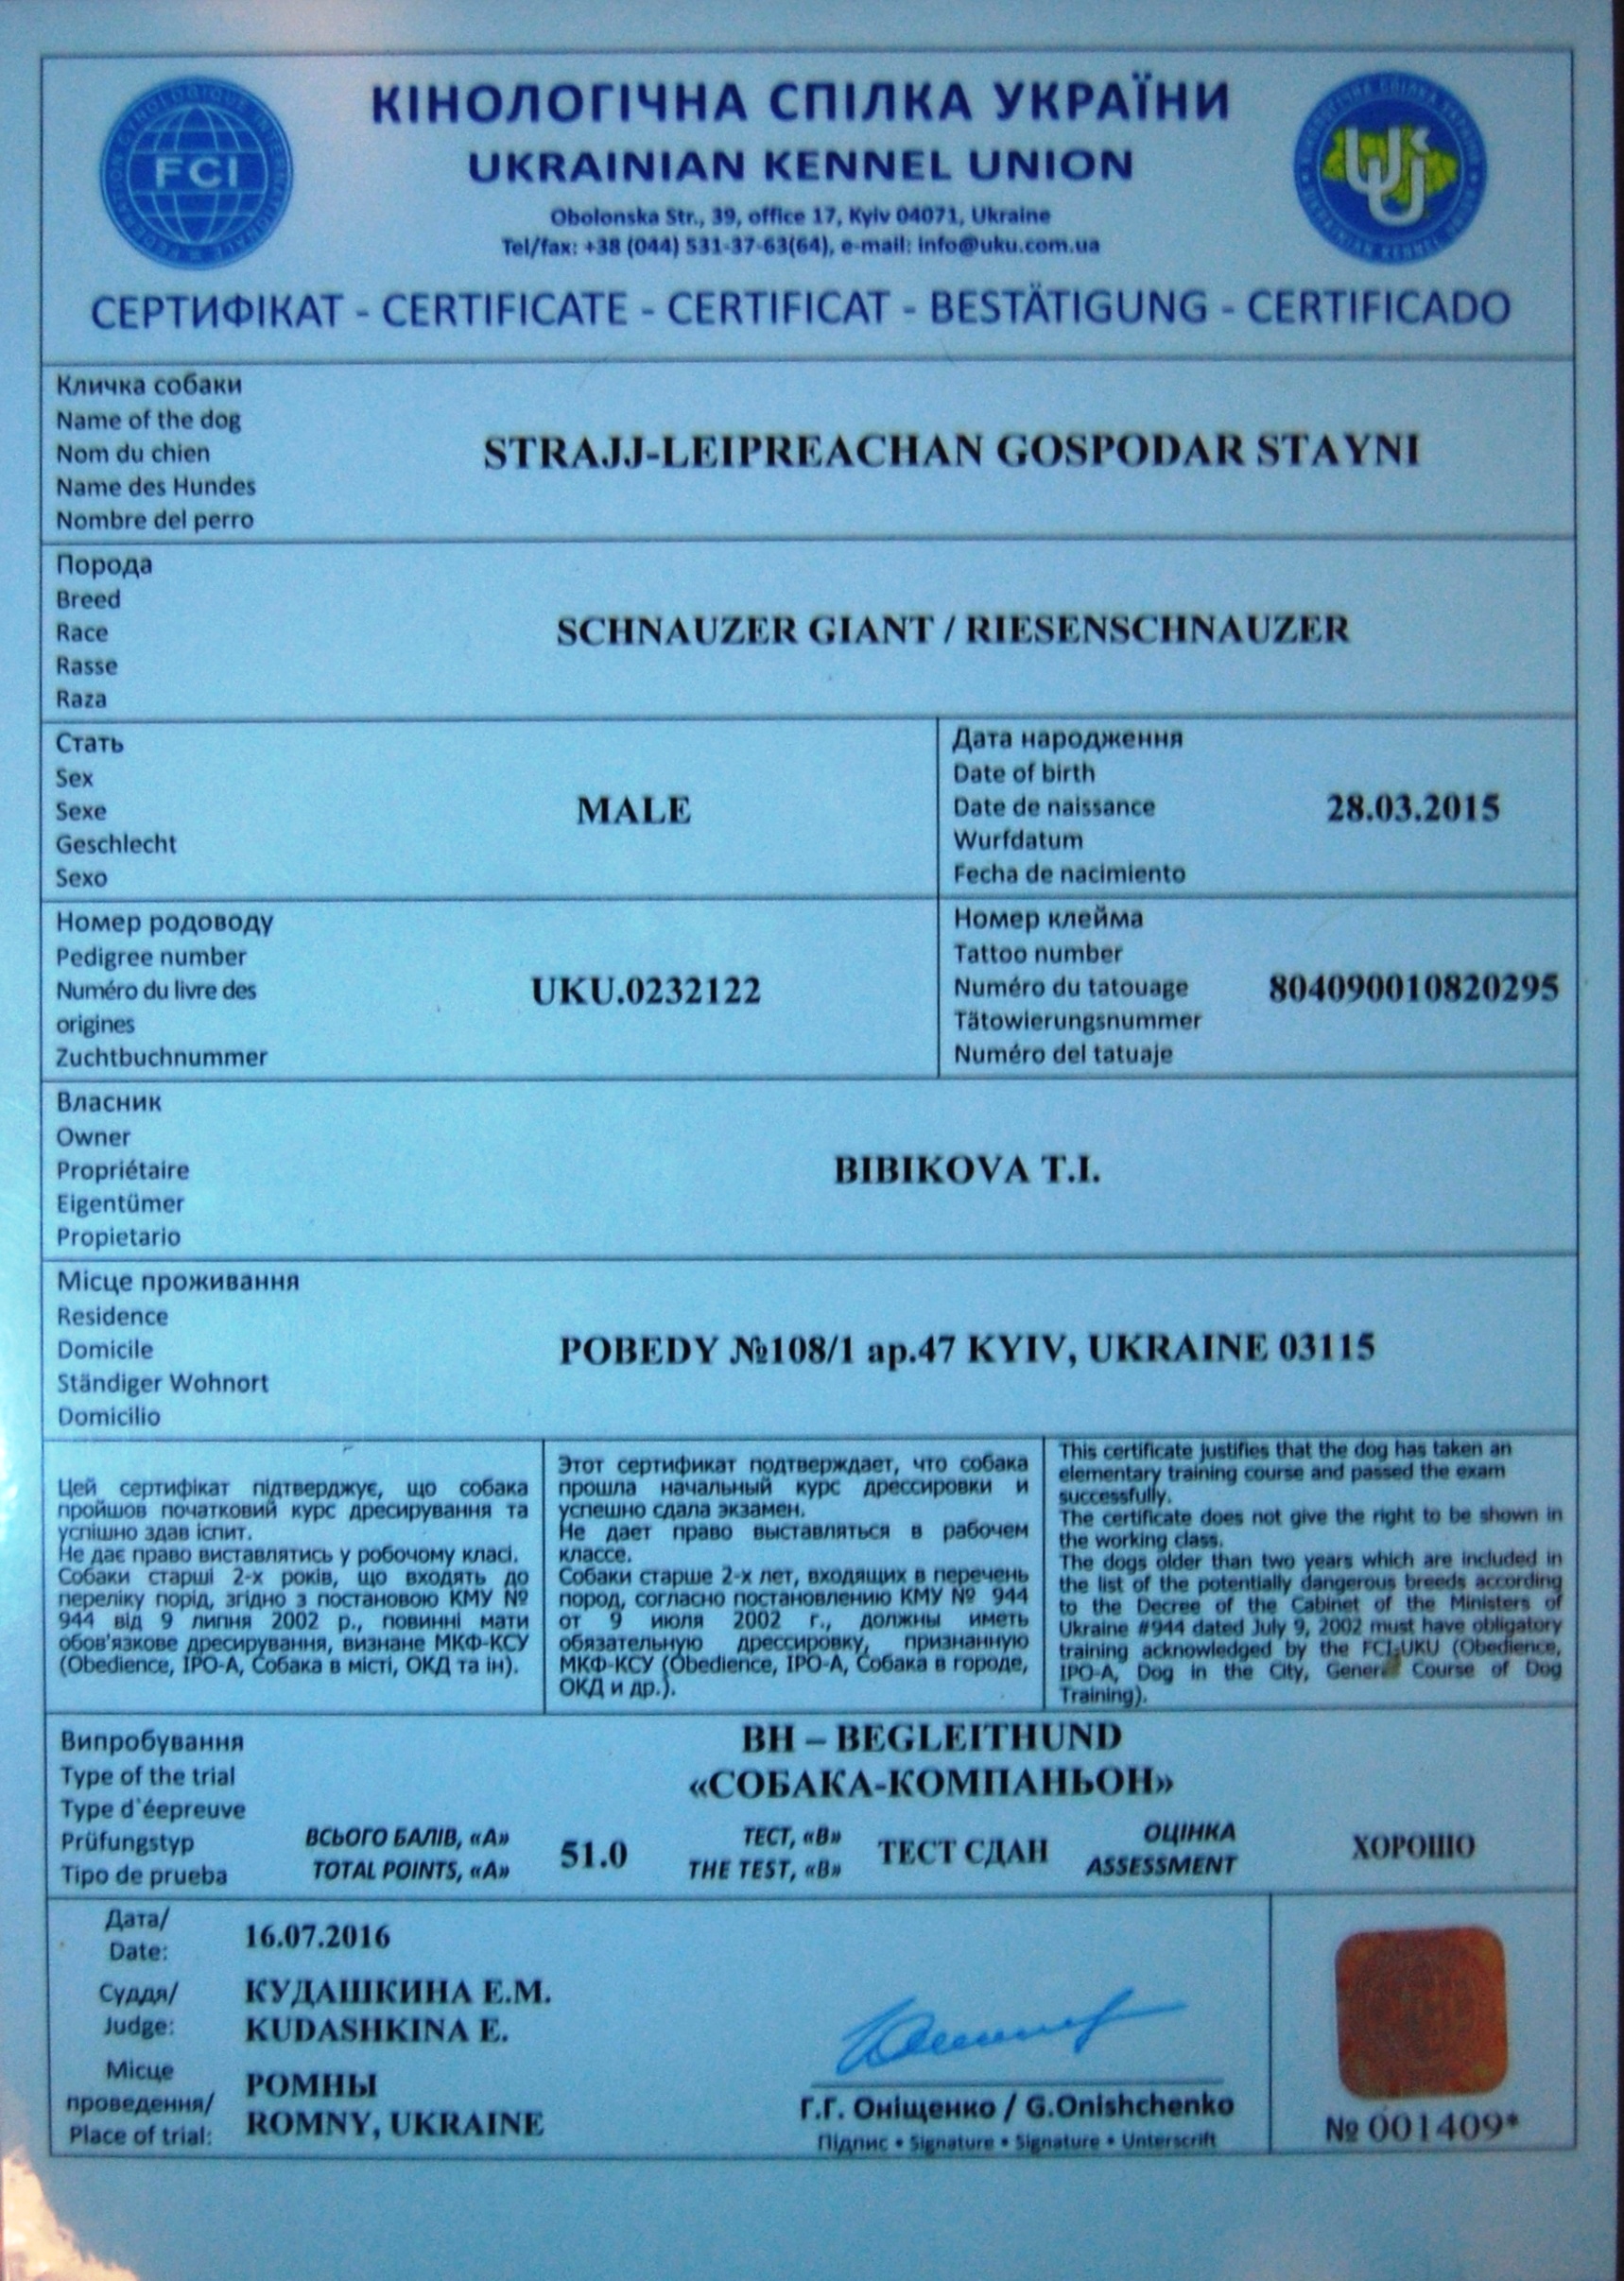 FCI
КІНОЛОГІЧНА СПІЛКА УКРАЇНИ
UKRAINIAN KENNEL UNION
Obolonska Str., 39, office 17, Kyiv 04071, Ukraine
Tel/fax: +38 (044) 531-37-63(64), e-mail: info@uku.com.ua
СЕРТИФІКАТ - CERTIFICATE - CERTIFICAT - BESTÄTIGUNG - CERTIFICADO
Кличка собаки
Name of the dog
Nom du chien
Name des Hundes
Nombre del perro
STRAJJ-LEIPREACHAN GOSPODAR STAYNI
Порода
Breed
Race
Rasse
Raza
SCHNAUZER GIANT / RIESENSCHNAUZER
Стать
Sex
Sexe
Geschlecht
Sexo
MALE
Дата народження
Date of birth
Date de naissance
Wurfdatum
Fecha de nacimiento
28.03.2015
Номер родоводу
Pedigree number
Numéro du livre des
origines
Zuchtbuchnummer
UKU.0232122
Номер клейма
Tattoo number
Numéro du tatouage
Tätowierungsnummer
Numéro del tatuaje
804090010820295
Власник
Owner
Propriétaire
Eigentümer
Propietario
BIBIKOVA T.I.
Місце проживання
Residence
Domicile
Ständiger Wohnort
Domicilio
POBEDY №108/1 ap.47 KYIV, UKRAINE 03115
Цей сертифікат підтверджує, що собака
пройшов початковий курс дресирування та
успішно здав іспит.
Не дає право виставлятись у робочому класі.
Собаки старші 2-х років, що входять до
переліку порід, згідно з постановою КМУ №
944 від 9 липня 2002 р., повинні мати
обов'язкове дресирування, визнане МКФ-КСУ
(Obedience, IPO-A, Собака в місті, ОКД та ін).
Этот сертификат подтверждает, что собака
прошла начальный курс дрессировки и
успешно сдала экзамен.
Не дает право выставляться в рабочем
классе.
Собаки старше 2-х лет, входящих в перечень
пород, согласно постановлению КМУ № 944
от 9 июля 2002 г., должны иметь
обязательную дрессировку, признанную
МКФ-КСУ (Obedience, IPO-A, Собака в городе,
ОКД и др.).
This certificate justifies that the dog has taken an
elementary training course and passed the exam
successfully.
The certificate does not give the right to be shown in
the working class.
The dogs older than two years which are included in
the list of the potentially dangerous breeds according
to the Decree of the Cabinet of the Ministers of
Ukraine #944 dated July 9, 2002 must have obligatory
training acknowledged by the FCI-UKU (Obedience,
IPO-A, Dog in the City, General Course of Dog
Training).
Випробування
Type of the trial
Type d`éepreuve
Prüfungstyp
Tipo de prueba
BH – BEGLEITHUND
«СОБАКА-КОМПАНЬОН»
ВСЬОГО БАЛІВ, «А»
TOTAL POINTS, «A»
51.0
ТЕСТ, «В»
THE TEST, «B»
ТЕСТ СДАН
ОЦІНКА
ASSESSMENT
ХОРОШО
Дата/
Date:
16.07.2016
Суддя/
Judge:
КУДАШКИНА Е.М.
KUDASHKINA E.
Місце
проведення/
Place of trial:
РОМНЫ
ROMNY, UKRAINE
Г.Г. Оніщенко / G.Onishchenko
Підпис • Signature • Signature • Unterscrift
№ 001409*